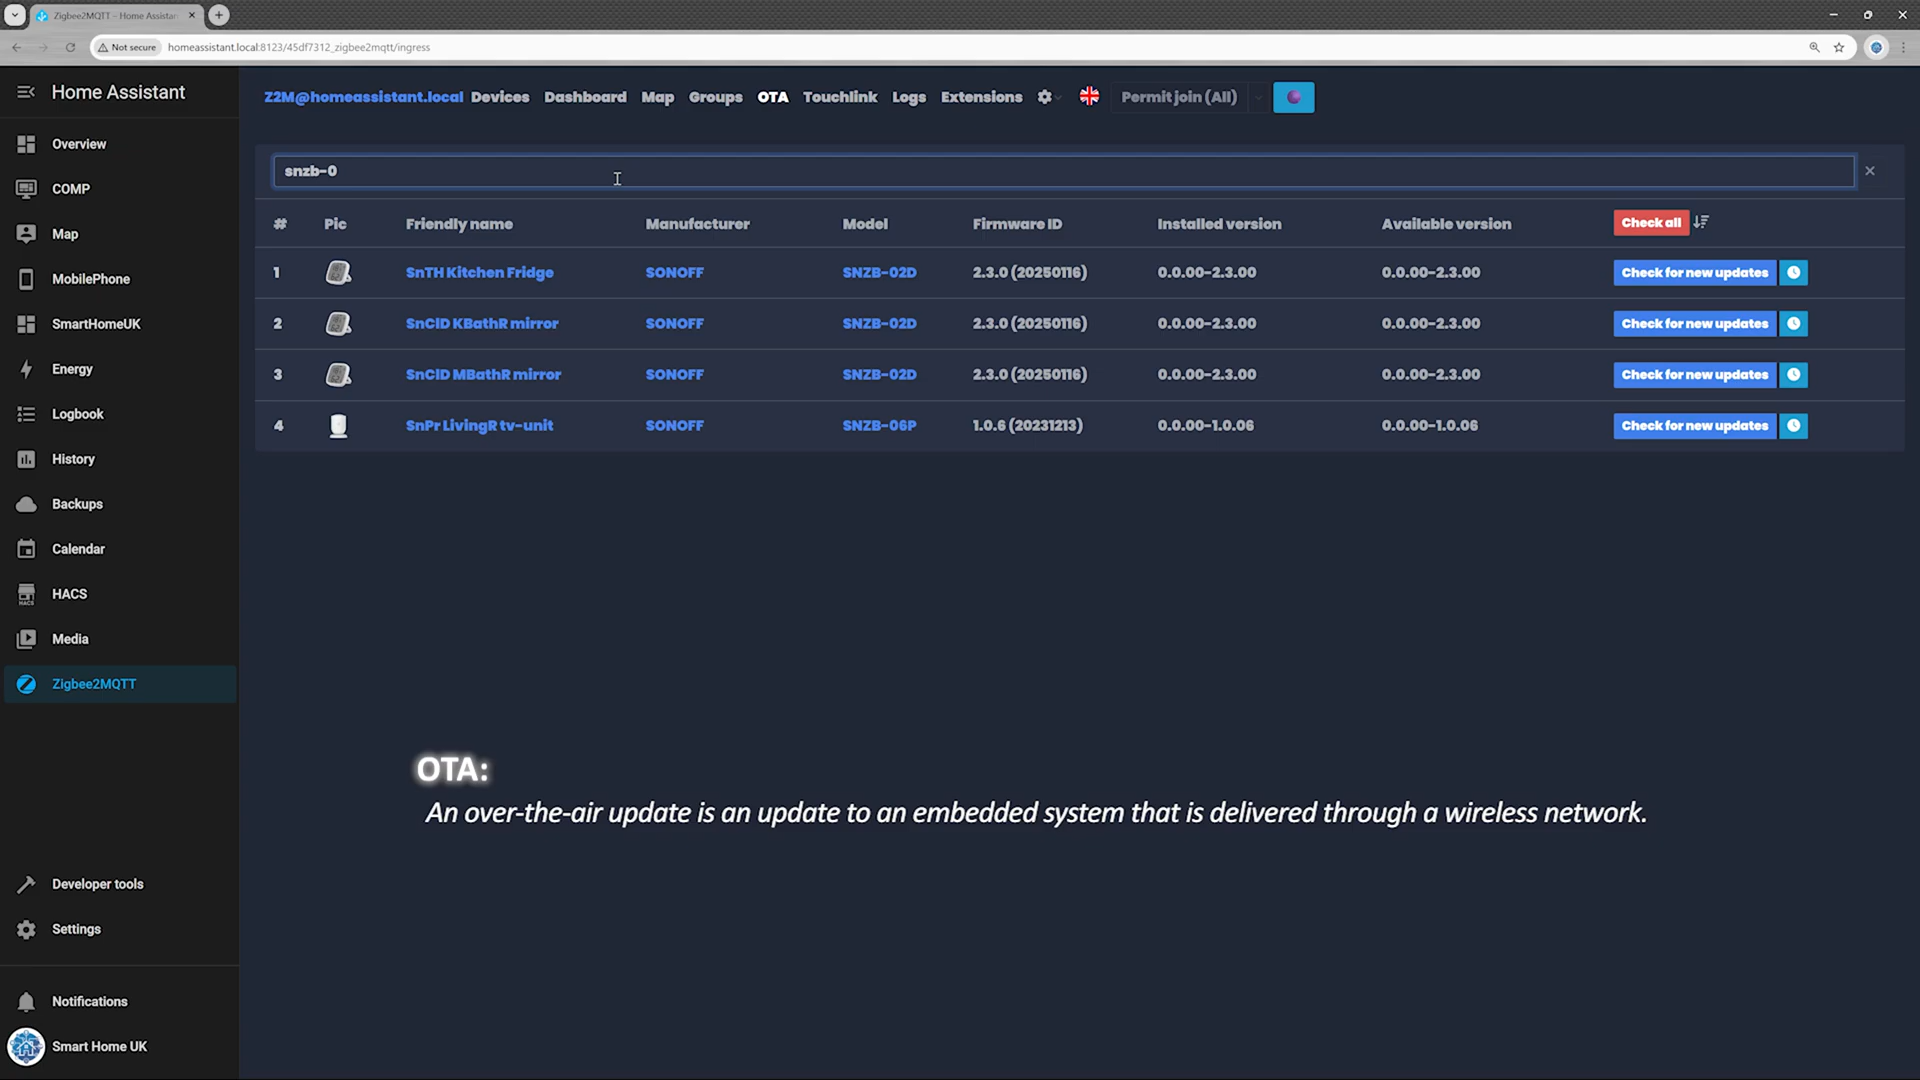 Zigbee2MQTT – Home Assistan
Not secure
homeassistant.local:8123/45df7312_zigbee2mqtt/ingress
Home Assistant
Overview
COMP
Map
MobilePhone
SmartHomeUK
Energy
Logbook
History
Backups
Calendar
HACS
HACS
Media
Zigbee2MQTT
Developer tools
Settings
Notifications
Smart Home UK
Z2M@homeassistant.local Devices Dashboard Map Groups OTA Touchlink Logs Extensions Permit join (All)
snzb-0
# Pic Friendly name Manufacturer Model Firmware ID Installed version Available version Check all
1 SnTH Kitchen Fridge SONOFF SNZB-02D 2.3.0 (20250116) 0.0.00-2.3.00 0.0.00-2.3.00 Check for new updates
2 SnClD KBathR mirror SONOFF SNZB-02D 2.3.0 (20250116) 0.0.00-2.3.00 0.0.00-2.3.00 Check for new updates
3 SnClD MBathR mirror SONOFF SNZB-02D 2.3.0 (20250116) 0.0.00-2.3.00 0.0.00-2.3.00 Check for new updates
4 SnPr LivingR tv-unit SONOFF SNZB-06P 1.0.6 (20231213) 0.0.00-1.0.06 0.0.00-1.0.06 Check for new updates
OTA:
An over-the-air update is an update to an embedded system that is delivered through a wireless network.